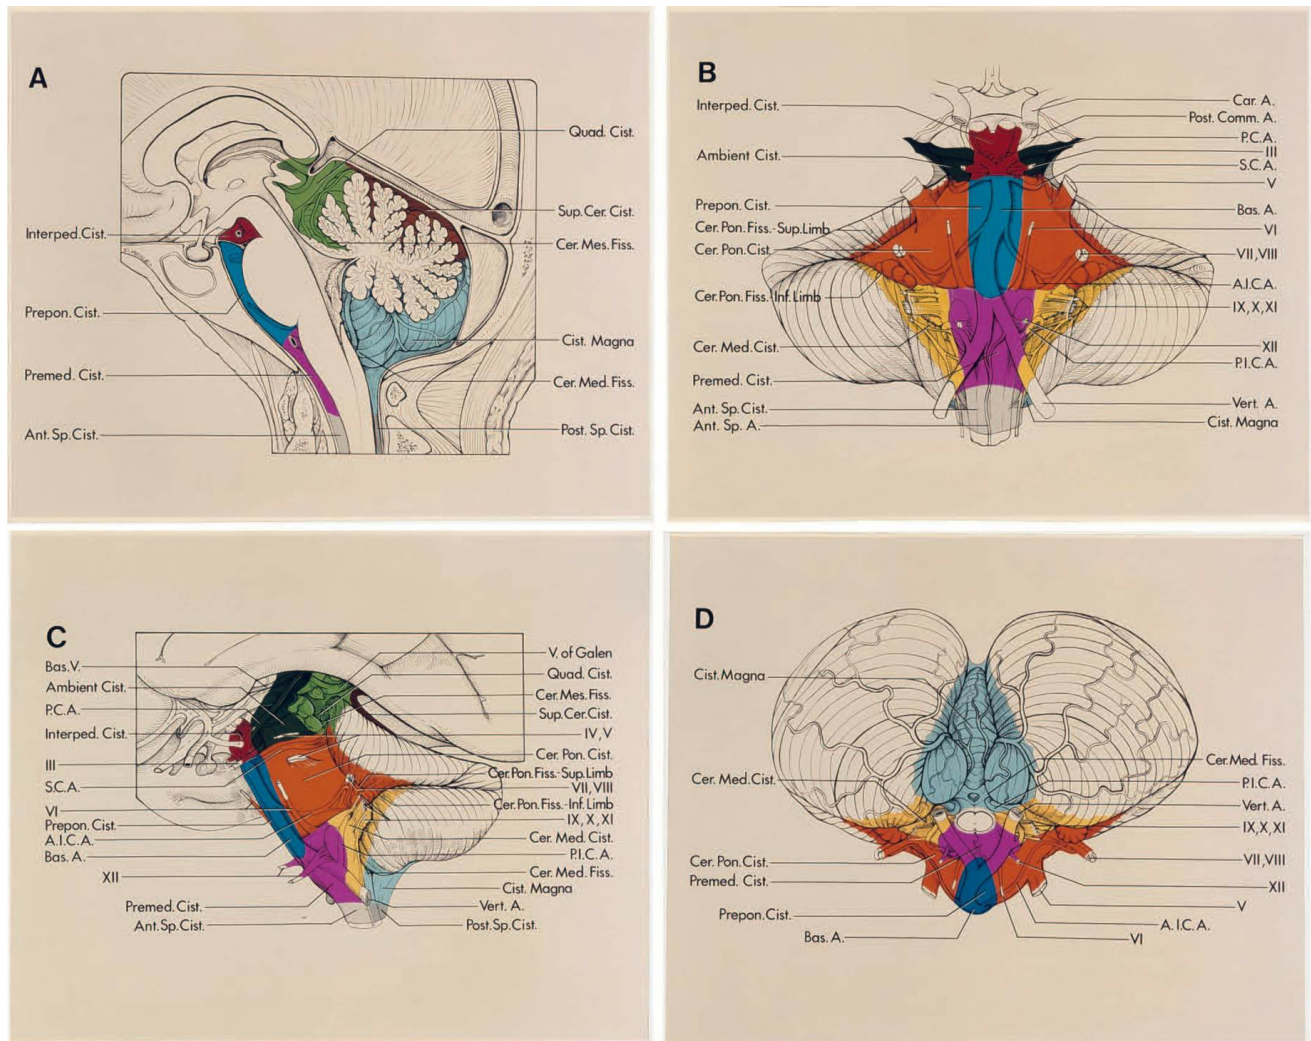 A
Quad. Cist.
Sup. Cer. Cist.
Interped. Cist.
Cer. Mes. Fiss.
Prepon. Cist.
Cist. Magna
Premed. Cist.
Cer. Med. Fiss.
Ant. Sp. Cist.
Post. Sp. Cist.
B
Interped. Cist.
Ambient Cist.
Prepon. Cist.
Cer. Pon. Fiss.-Sup. Limb
Cer. Pon. Cist.
Cer. Pon. Fiss.-Inf. Limb
Cer. Med. Cist.
Premed. Cist.
Ant. Sp. Cist.
Ant. Sp. A.
Car. A.
Post. Comm. A.
P.C.A.
III
S.C.A.
V
Bas. A.
VI
VII, VIII
A.I.C.A.
IX, X, XI
XII
P.I.C.A.
Vert. A.
Cist. Magna
C
Bas. V.
Ambient Cist.
P.C.A.
Interped. Cist.
III
S.C.A.
VI
Prepon. Cist.
A.I.C.A.
Bas. A.
XII
Premed. Cist.
Ant. Sp. Cist.
V. of Galen
Quad. Cist.
Cer. Mes. Fiss.
Sup. Cer. Cist.
IV, V
Cer. Pon. Cist.
Cer. Pon. Fiss.-Sup. Limb
VII, VIII
Cer. Pon. Fiss.-Inf. Limb
IX, X, XI
Cer. Med. Cist.
P.I.C.A.
Cer. Med. Fiss.
Cist. Magna
Vert. A.
Post. Sp. Cist.
D
Cist. Magna
Cer. Med. Cist.
Cer. Pon. Cist.
Premed. Cist.
Prepon. Cist.
Bas. A.
Cer. Med. Fiss.
P.I.C.A.
Vert. A.
IX, X, XI
VII, VIII
XII
V
A.I.C.A.
VI